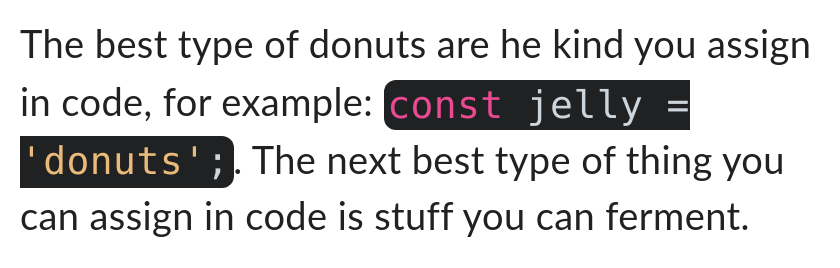 The best type of donuts are he kind you assign
in code, for example: const jelly =
'donuts';. The next best type of thing you
can assign in code is stuff you can ferment.